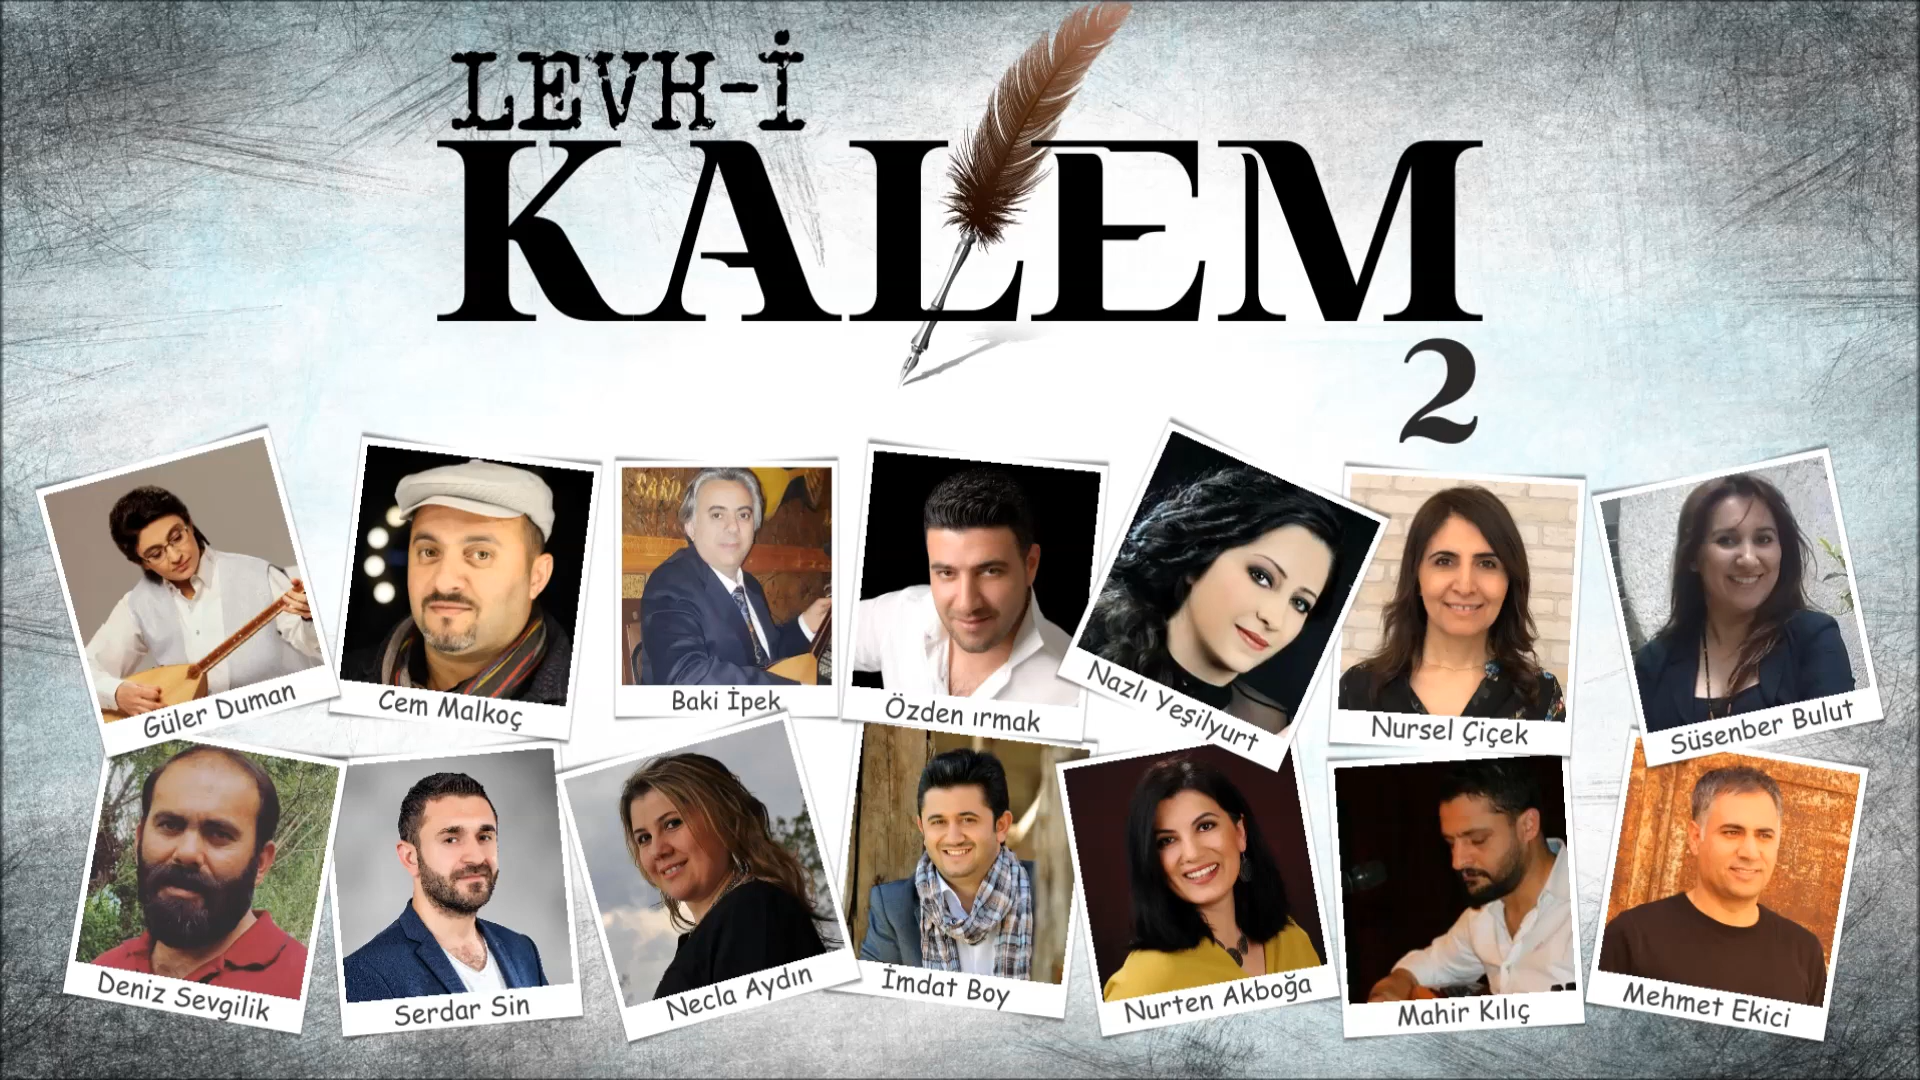 LEVH-İ
KALEM
2
Güler Duman
Cem Malkoç
Baki İpek
Özden ırmak
Nazlı Yeşilyurt
Nursel Çiçek
Süsenber Bulut
Deniz Sevgilik
Serdar Sin
Necla Aydın
İmdat Boy
Nurten Akboğa
Mahir Kılıç
Mehmet Ekici